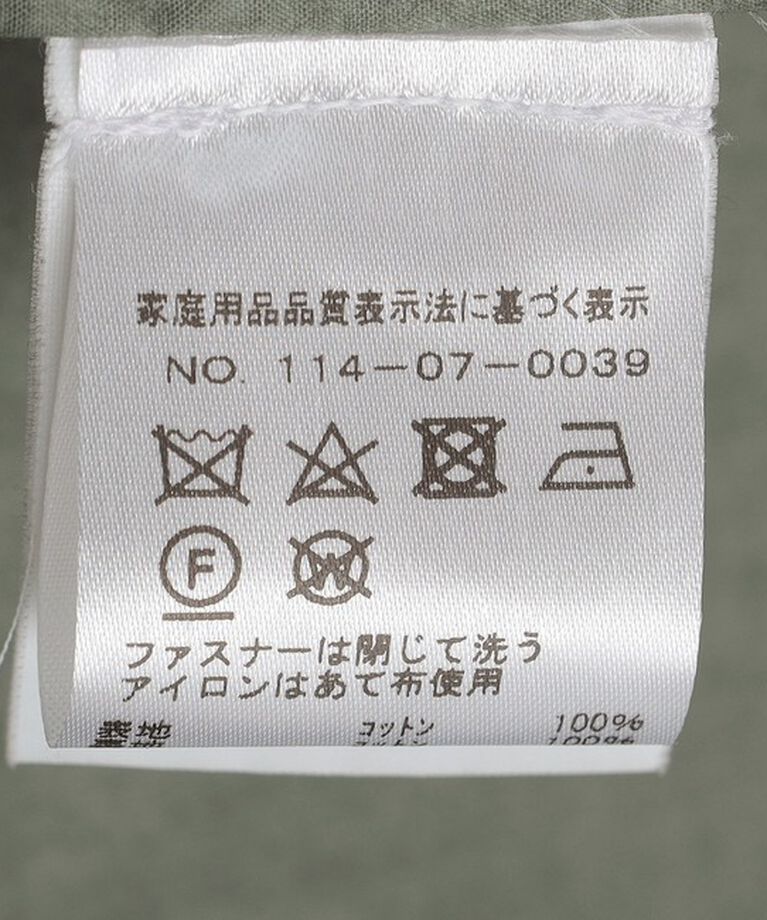 家庭用品品質表示法に基づく表示
NO. 114-07-0039
F
W
ファスナーは閉じて洗う
アイロンはあて布使用
表地 コットン 100%